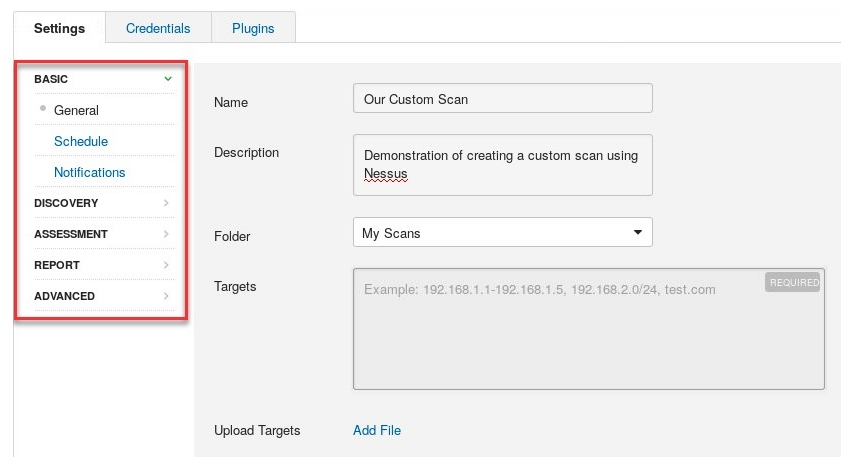 Settings
Credentials
Plugins
BASIC
General
Schedule
Notifications
DISCOVERY
ASSESSMENT
REPORT
ADVANCED
Name
Our Custom Scan
Description
Demonstration of creating a custom scan using
Nessus
Folder
My Scans
Targets
Example: 192.168.1.1-192.168.1.5, 192.168.2.0/24, test.com
REQUIRED
Upload Targets
Add File